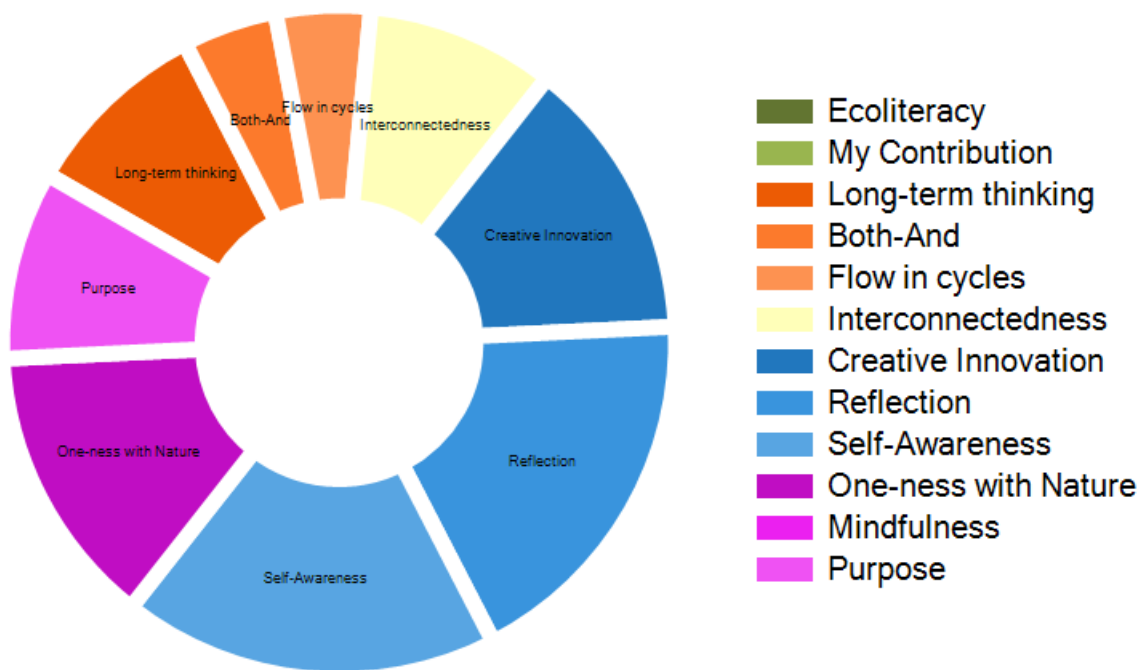 Flow in cycles
Both-And
Interconnectedness
Long-term thinking
Creative Innovation
Purpose
One-ness with Nature
Reflection
Self-Awareness
Ecoliteracy
My Contribution
Long-term thinking
Both-And
Flow in cycles
Interconnectedness
Creative Innovation
Reflection
Self-Awareness
One-ness with Nature
Mindfulness
Purpose